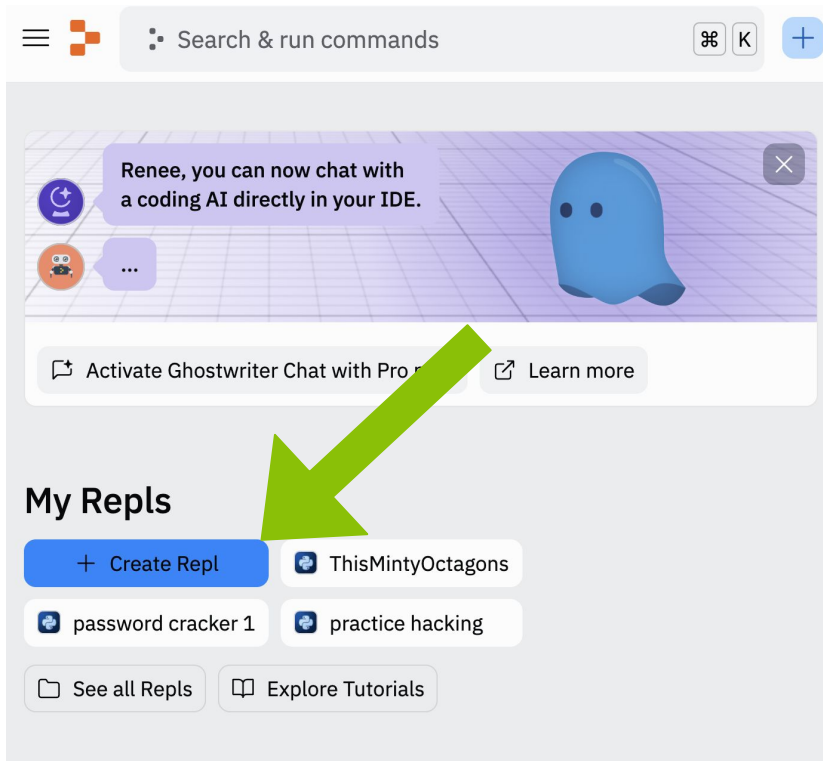 Search & run commands
⌘ K
Renee, you can now chat with
a coding AI directly in your IDE.
...
Activate Ghostwriter Chat with Pro
Learn more
My Repls
+ Create Repl
ThisMintyOctagons
password cracker 1
practice hacking
See all Repls
Explore Tutorials